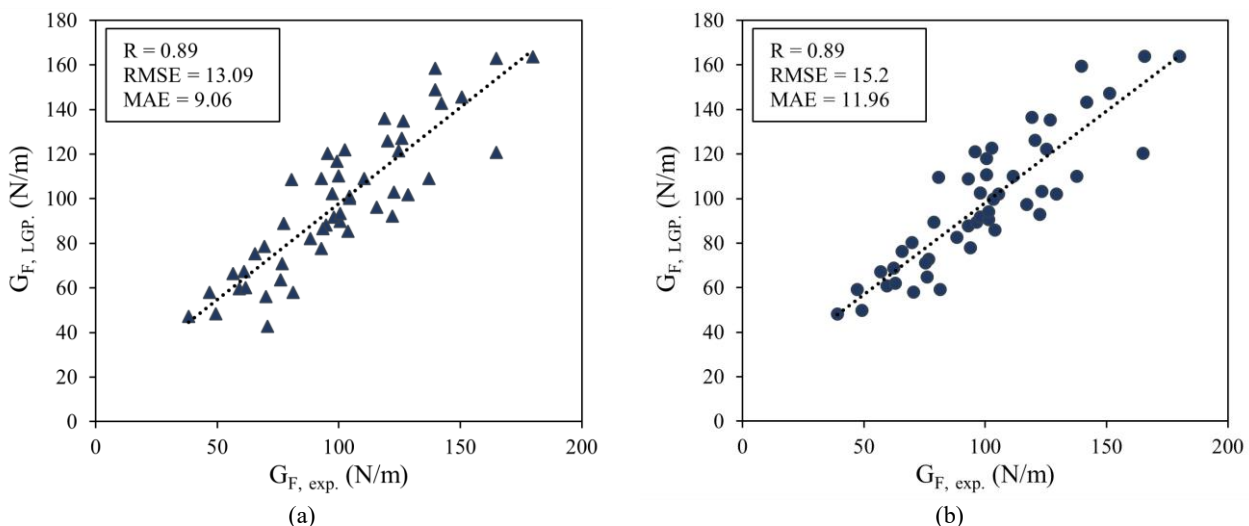 R = 0.89
RMSE = 13.09
MAE = 9.06
180
160
140
120
100
80
60
40
20
0
0 50 100 150 200
G_F, LGP. (N/m)
G_F, exp. (N/m)
(a)
R = 0.89
RMSE = 15.2
MAE = 11.96
180
160
140
120
100
80
60
40
20
0
0 50 100 150 200
G_F, LGP. (N/m)
G_F, exp. (N/m)
(b)